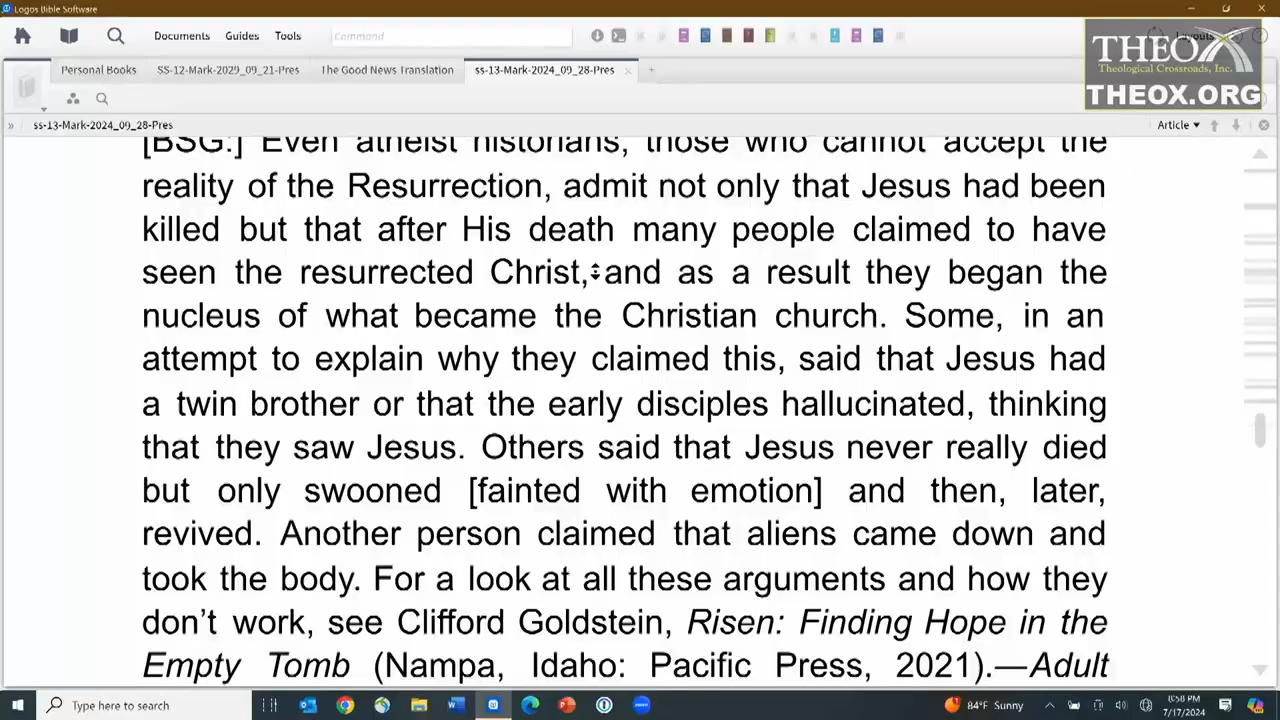 Logos Bible Software
Documents Guides Tools Command Layouts
THEOX
Theological Crossroads, Inc.
THEOX.ORG
Personal Books SS-12-Mark-2029_09_21-Pres The Good News Translation ss-13-Mark-2024_09_28-Pres
ss-13-Mark-2024_09_28-Pres Article
[BSG:] Even atheist historians, those who cannot accept the
reality of the Resurrection, admit not only that Jesus had been
killed but that after His death many people claimed to have
seen the resurrected Christ, and as a result they began the
nucleus of what became the Christian church. Some, in an
attempt to explain why they claimed this, said that Jesus had
a twin brother or that the early disciples hallucinated, thinking
that they saw Jesus. Others said that Jesus never really died
but only swooned [fainted with emotion] and then, later,
revived. Another person claimed that aliens came down and
took the body. For a look at all these arguments and how they
don’t work, see Clifford Goldstein, Risen: Finding Hope in the
Empty Tomb (Nampa, Idaho: Pacific Press, 2021).—Adult
Type here to search 84°F Sunny 8:58 PM
7/17/2024